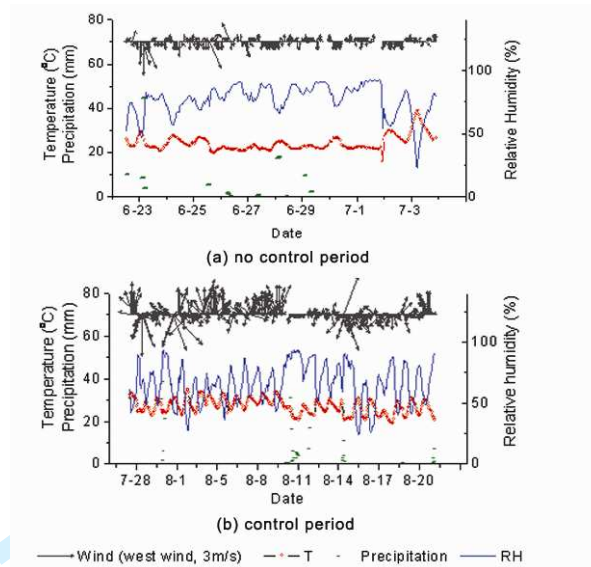 80
60
40
20
0
Temperature (°C)
Precipitation (mm)
100
50
0
Relative Humidity (%)
6-23 6-25 6-27 6-29 7-1 7-3
Date
(a) no control period
80
60
40
20
0
Temperature (°C)
Precipitation (mm)
100
50
0
Relative humidity (%)
7-28 8-1 8-5 8-8 8-11 8-14 8-17 8-20
Date
(b) control period
Wind (west wind, 3m/s) T Precipitation RH